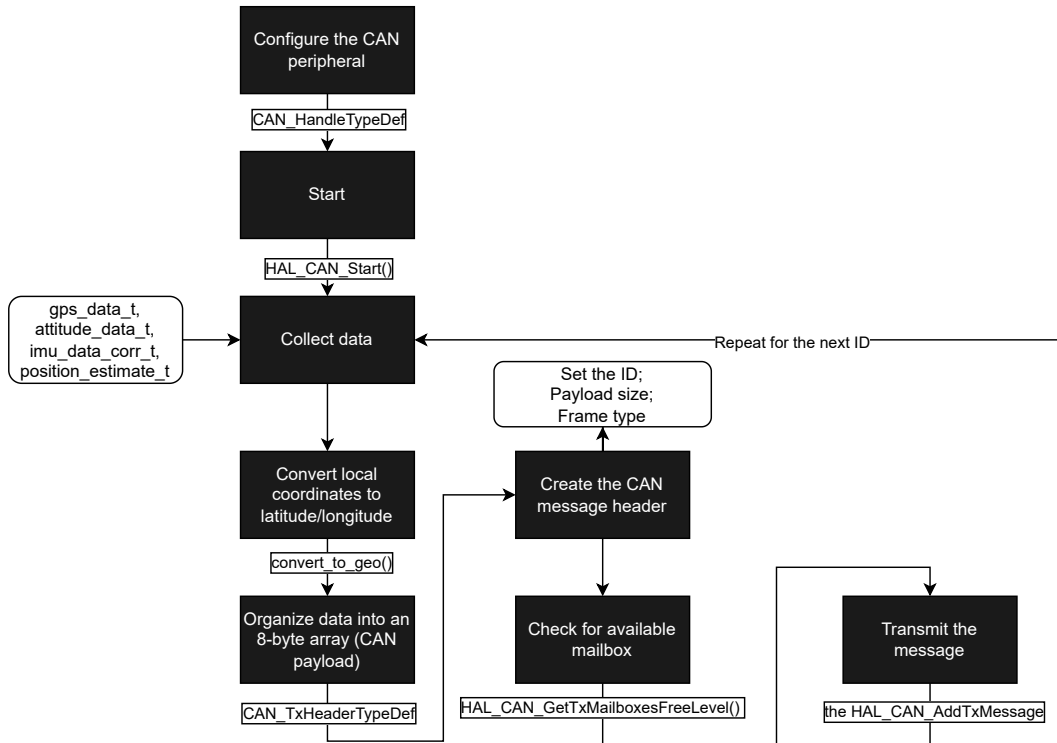 Configure the CAN
peripheral
CAN_HandleTypeDef
Start
HAL_CAN_Start()
gps_data_t,
attitude_data_t,
imu_data_corr_t,
position_estimate_t
Collect data
Repeat for the next ID
Set the ID;
Payload size;
Frame type
Convert local
coordinates to
latitude/longitude
Create the CAN
message header
convert_to_geo()
Organize data into an
8-byte array (CAN
payload)
Check for available
mailbox
Transmit the
message
CAN_TxHeaderTypeDef
HAL_CAN_GetTxMailboxesFreeLevel()
the HAL_CAN_AddTxMessage